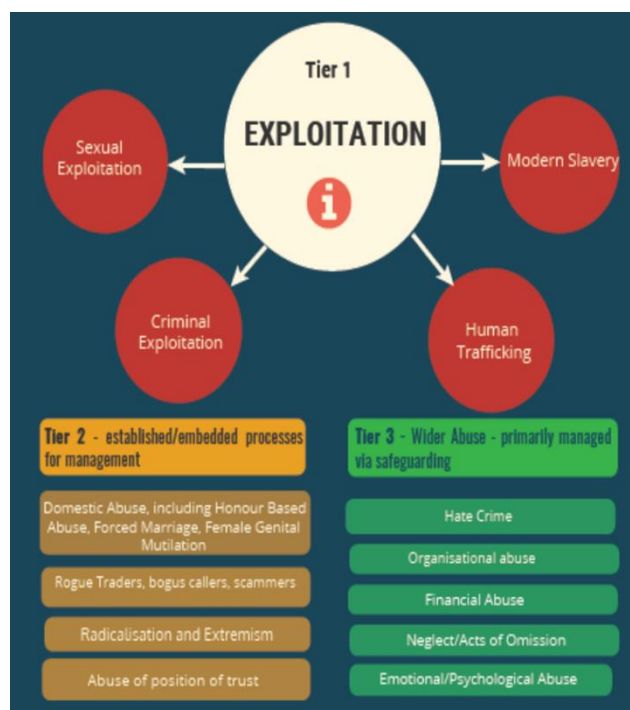 Tier 1
EXPLOITATION
i
Sexual
Exploitation
Modern Slavery
Criminal
Exploitation
Human
Trafficking
Tier 2 - established/embedded processes
for management
Domestic Abuse, including Honour Based
Abuse, Forced Marriage, Female Genital
Mutilation
Rogue Traders, bogus callers, scammers
Radicalisation and Extremism
Abuse of position of trust
Tier 3 - Wider Abuse - primarily managed
via safeguarding
Hate Crime
Organisational abuse
Financial Abuse
Neglect/Acts of Omission
Emotional/Psychological Abuse